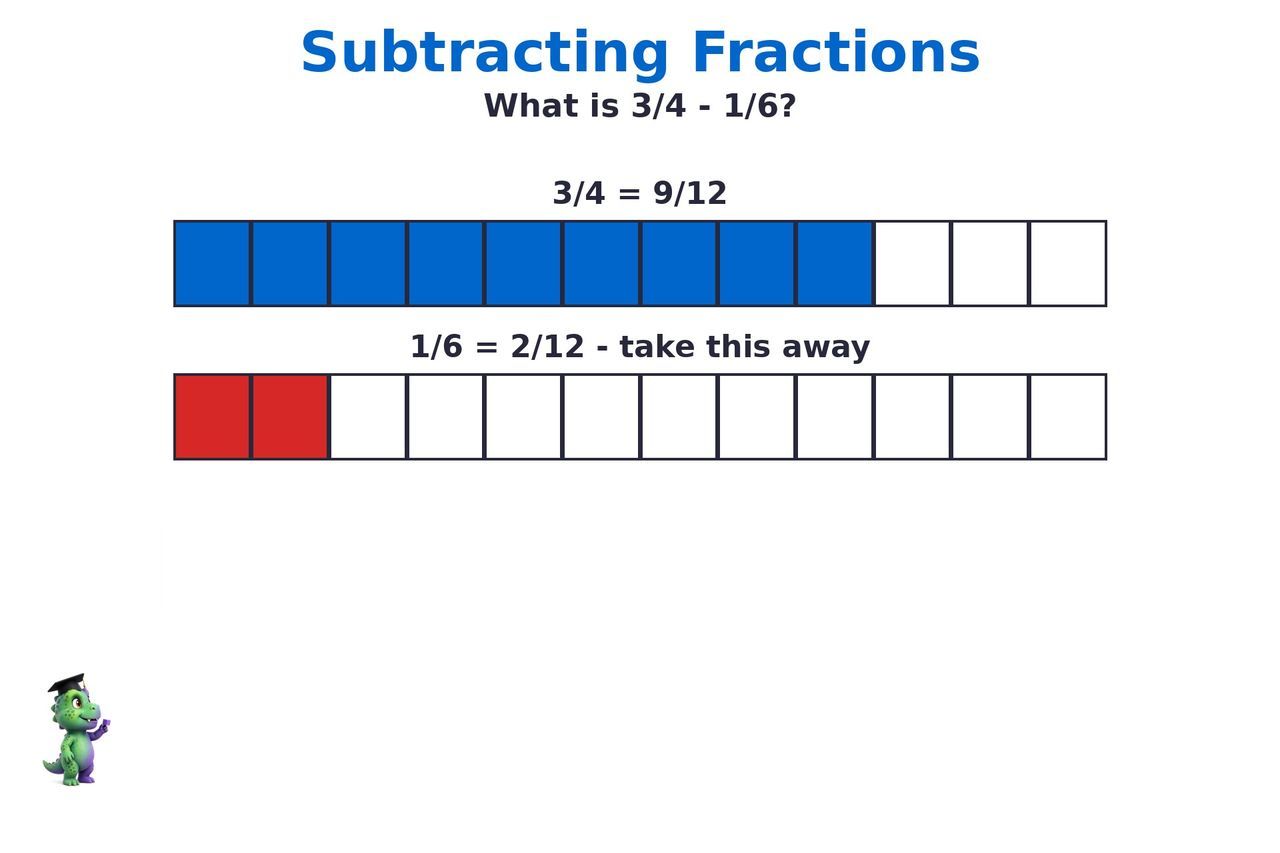 Subtracting Fractions
What is 3/4 - 1/6?
3/4 = 9/12
1/6 = 2/12 - take this away